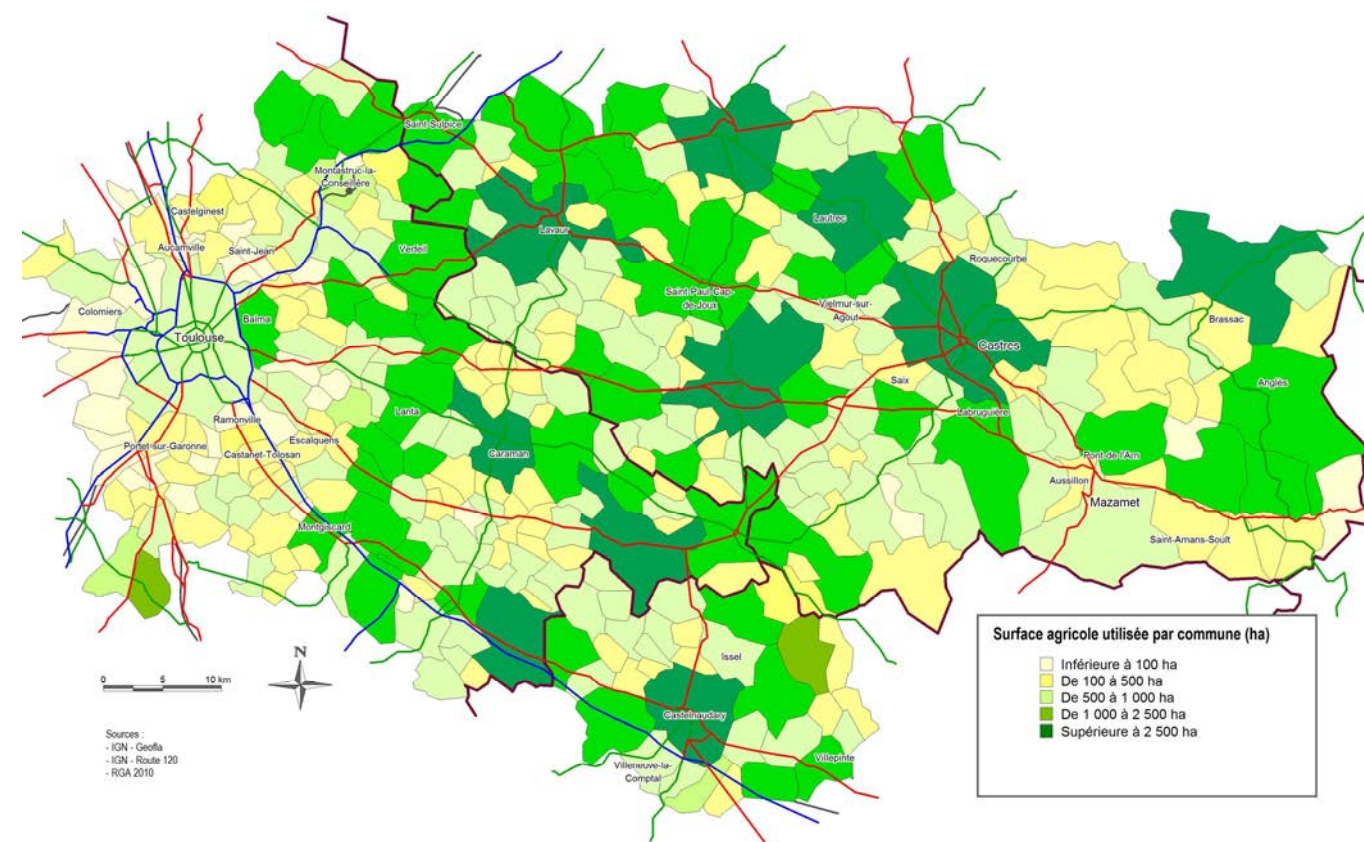 Saint-Sulpice
Montastruc-la-
Conseillère
Castelginest
Aucamville
Saint-Jean
Verfeil
Lavaur
Lautrec
Roquecourbe
Colomiers
Toulouse
Balma
Saint-Paul-Cap-
de-Joux
Vielmur-sur-
Agout
Castres
Brassac
Anglès
Saix
Lanta
Labruguière
Ramonville
Escalquens
Portet-sur-Garonne
Castanet-Tolosan
Caraman
Pont-de-l'Arn
Aussillon
Mazamet
Montgiscard
Saint-Amans-Soult
Issel
Castelnaudary
Villeneuve-la-
Comptal
Villepinte
N
0 5 10 km
Sources :
- IGN - Geofla
- IGN - Route 120
- RGA 2010
Surface agricole utilisée par commune (ha)
Inférieure à 100 ha
De 100 à 500 ha
De 500 à 1 000 ha
De 1 000 à 2 500 ha
Supérieure à 2 500 ha